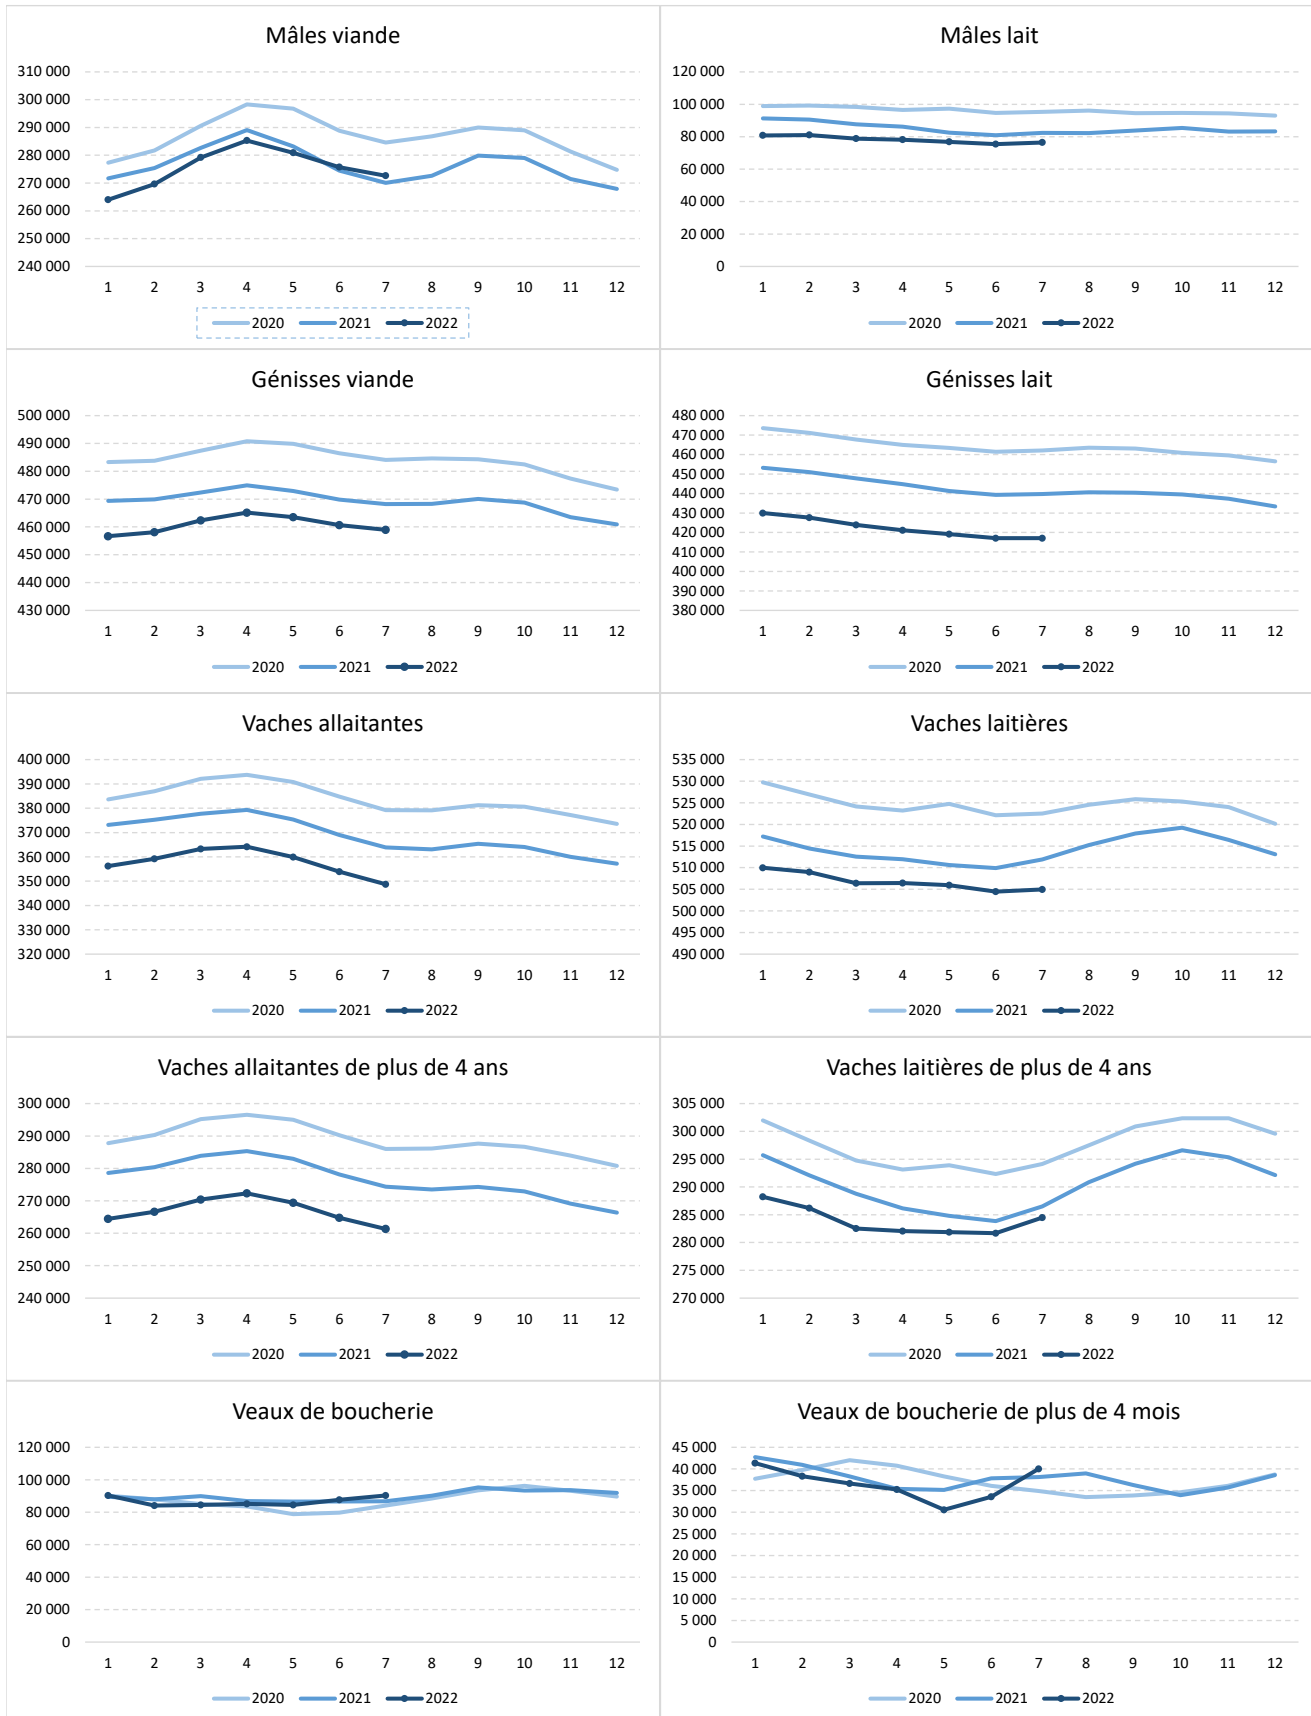 Mâles viande
310 000
300 000
290 000
280 000
270 000
260 000
250 000
240 000
1 2 3 4 5 6 7 8 9 10 11 12
2020 2021 2022
Mâles lait
120 000
100 000
80 000
60 000
40 000
20 000
0
1 2 3 4 5 6 7 8 9 10 11 12
2020 2021 2022
Génisses viande
500 000
490 000
480 000
470 000
460 000
450 000
440 000
430 000
1 2 3 4 5 6 7 8 9 10 11 12
2020 2021 2022
Génisses lait
480 000
470 000
460 000
450 000
440 000
430 000
420 000
410 000
400 000
390 000
380 000
1 2 3 4 5 6 7 8 9 10 11 12
2020 2021 2022
Vaches allaitantes
400 000
390 000
380 000
370 000
360 000
350 000
340 000
330 000
320 000
1 2 3 4 5 6 7 8 9 10 11 12
2020 2021 2022
Vaches laitières
535 000
530 000
525 000
520 000
515 000
510 000
505 000
500 000
495 000
490 000
1 2 3 4 5 6 7 8 9 10 11 12
2020 2021 2022
Vaches allaitantes de plus de 4 ans
300 000
290 000
280 000
270 000
260 000
250 000
240 000
1 2 3 4 5 6 7 8 9 10 11 12
2020 2021 2022
Vaches laitières de plus de 4 ans
305 000
300 000
295 000
290 000
285 000
280 000
275 000
270 000
1 2 3 4 5 6 7 8 9 10 11 12
2020 2021 2022
Veaux de boucherie
120 000
100 000
80 000
60 000
40 000
20 000
0
1 2 3 4 5 6 7 8 9 10 11 12
2020 2021 2022
Veaux de boucherie de plus de 4 mois
45 000
40 000
35 000
30 000
25 000
20 000
15 000
10 000
5 000
0
1 2 3 4 5 6 7 8 9 10 11 12
2020 2021 2022